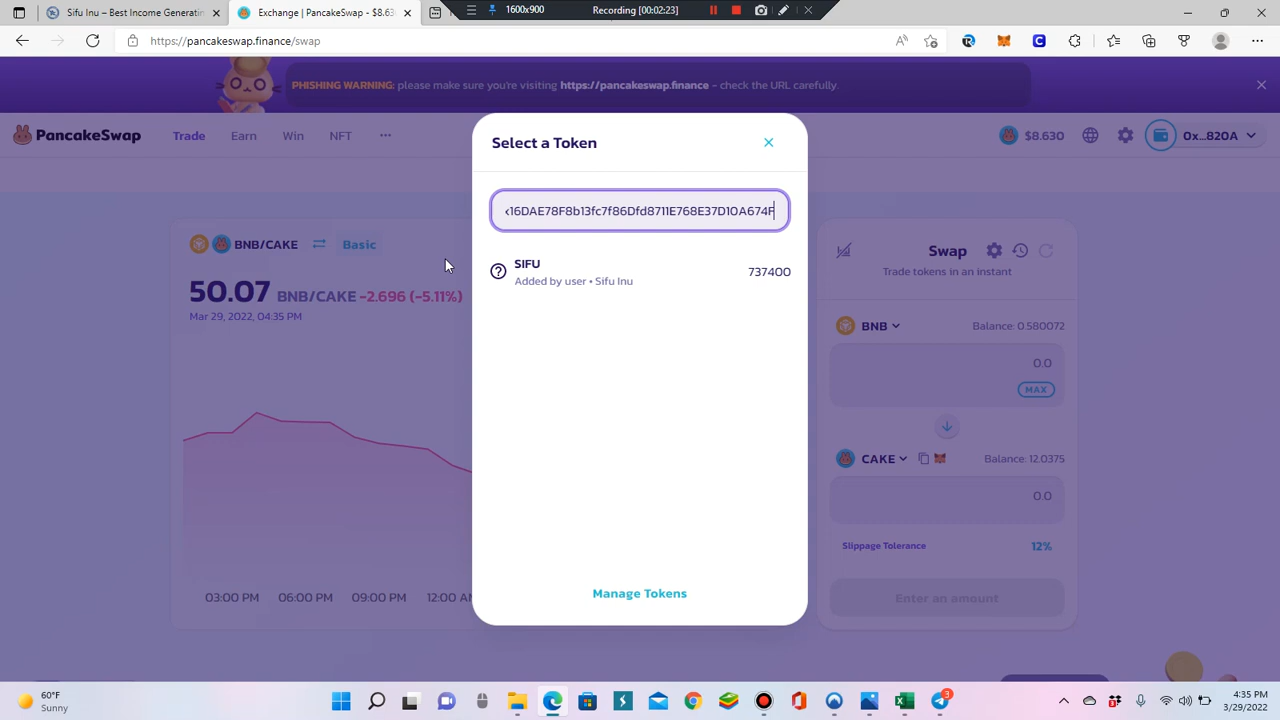 Sifu Inu - Best Income Generator
Exchange | PancakeSwap - $8.63
1600x900
Recording [00:02:23]
https://pancakeswap.finance/swap
PHISHING WARNING: please make sure you're visiting https://pancakeswap.finance - check the URL carefully.
PancakeSwap
Trade
Earn
Win
NFT
$8.630
0x...820A
Select a Token
16DAE78F8b13fc7f86Dfd8711E768E37D10A674F
SIFU
Added by user • Sifu Inu
737400
Manage Tokens
BNB/CAKE
Basic
50.07 BNB/CAKE -2.696 (-5.11%)
Mar 29, 2022, 04:35 PM
03:00 PM 06:00 PM 09:00 PM 12:00 AM
Swap
Trade tokens in an instant
BNB
Balance: 0.580072
0.0
MAX
CAKE
Balance: 12.0375
0.0
Slippage Tolerance
12%
Enter an amount
60°F
Sunny
3
4:35 PM
3/29/2022